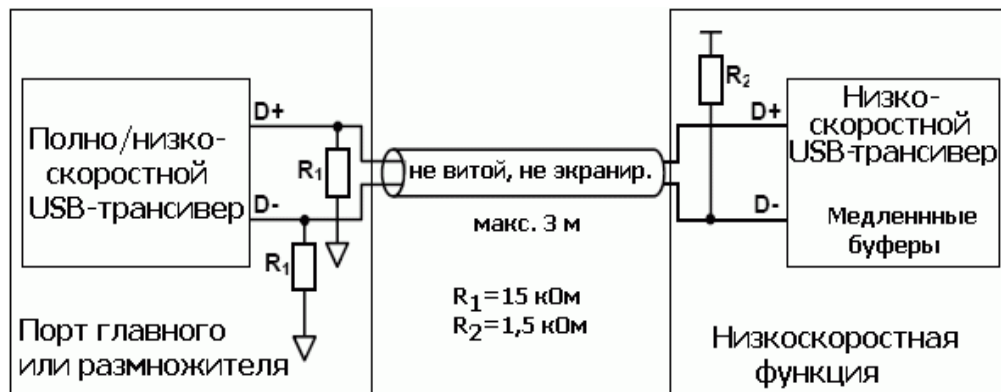 Полно/низко-
скоростной
USB-трансивер
D+
D-
R1
R1
Порт главного
или размножителя
не витой, не экранир.
макс. 3 м
R1=15 кОм
R2=1,5 кОм
R2
D+
D-
Низко-
скоростной
USB-трансивер
Медленнные
буферы
Низкоскоростная
функция